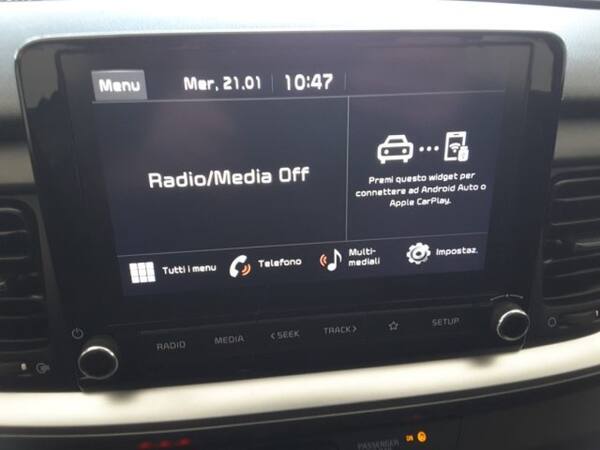 Menu Mer, 21.01 10:47
Radio/Media Off
Premi questo widget per
connettere ad Android Auto o
Apple CarPlay.
Tutti i menu
Telefono
Multi-
mediali
Impostaz.
RADIO MEDIA < SEEK TRACK > SETUP
PASSENGER ON